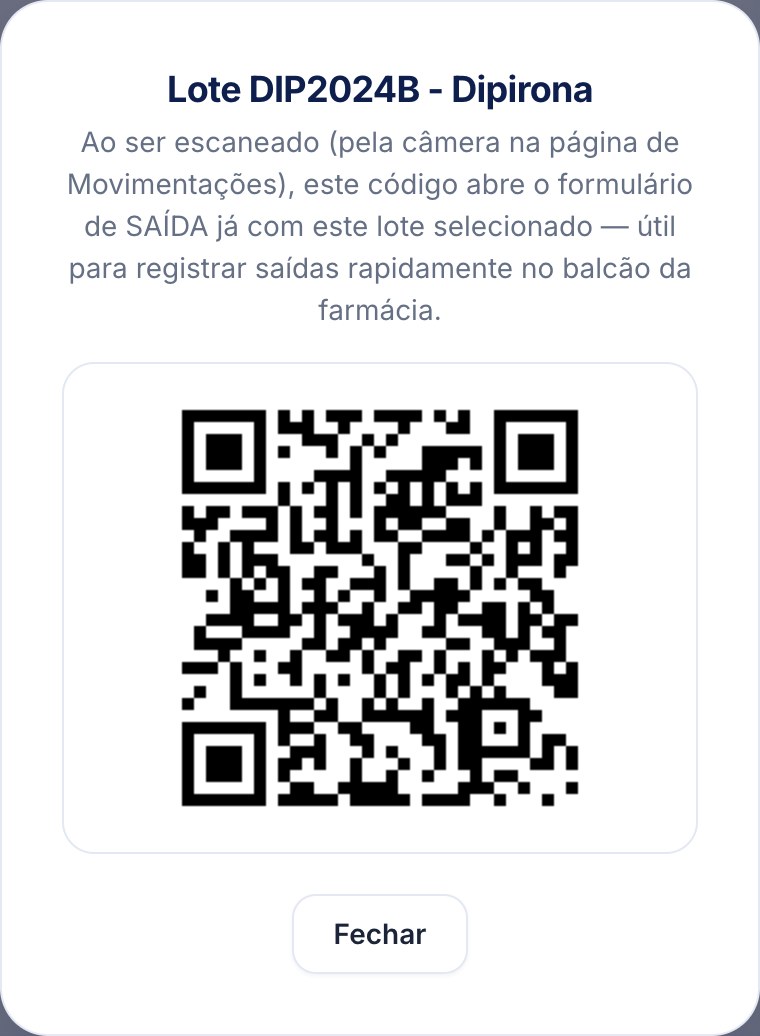 Lote DIP2024B - Dipirona
Ao ser escaneado (pela câmera na página de
Movimentações), este código abre o formulário
de SAÍDA já com este lote selecionado — útil
para registrar saídas rapidamente no balcão da
farmácia.
Fechar